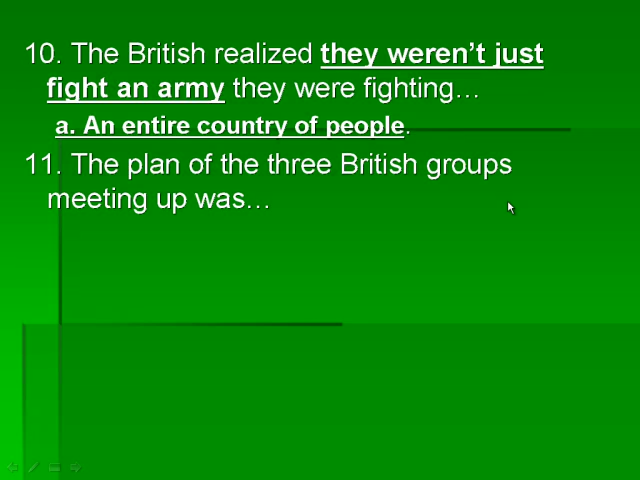 10. The British realized they weren't just
fight an army they were fighting…
a. An entire country of people.
11. The plan of the three British groups
meeting up was…